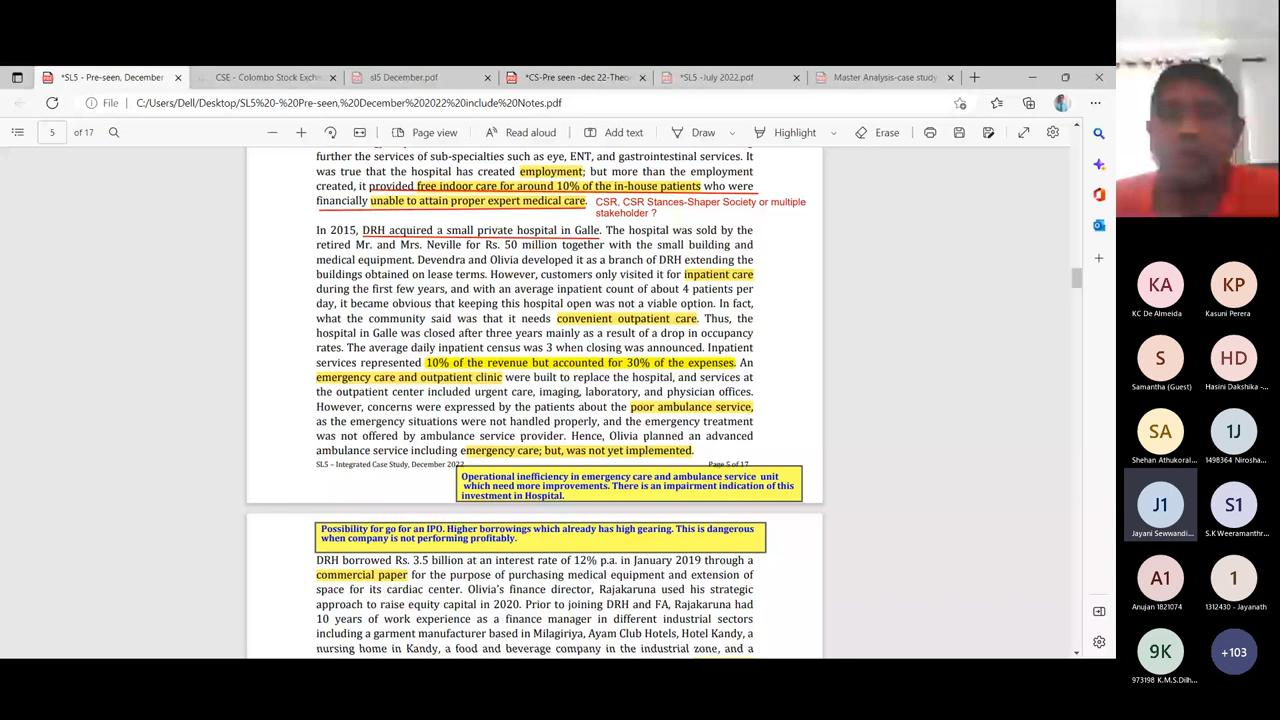 *SL5 - Pre-seen, December
CSE - Colombo Stock Exch
sl5 December.pdf
*CS-Pre seen -dec 22-Theo
*SL5 -July 2022.pdf
Master Analysis-case study
File
C:/Users/Dell/Desktop/SL5%20-%20Pre-seen,%20December%202022%20include%20Notes.pdf
5 of 17
Page view
Read aloud
Add text
Draw
Highlight
Erase
further the services of sub-specialties such as eye, ENT, and gastrointestinal services. It
was true that the hospital has created employment; but more than the employment
created, it provided free indoor care for around 10% of the in-house patients who were
financially unable to attain proper expert medical care.
CSR, CSR Stances-Shaper Society or multiple
stakeholder ?
In 2015, DRH acquired a small private hospital in Galle. The hospital was sold by the
retired Mr. and Mrs. Neville for Rs. 50 million together with the small building and
medical equipment. Devendra and Olivia developed it as a branch of DRH extending the
buildings obtained on lease terms. However, customers only visited it for inpatient care
during the first few years, and with an average inpatient count of about 4 patients per
day, it became obvious that keeping this hospital open was not a viable option. In fact,
what the community said was that it needs convenient outpatient care. Thus, the
hospital in Galle was closed after three years mainly as a result of a drop in occupancy
rates. The average daily inpatient census was 3 when closing was announced. Inpatient
services represented 10% of the revenue but accounted for 30% of the expenses. An
emergency care and outpatient clinic were built to replace the hospital, and services at
the outpatient center included urgent care, imaging, laboratory, and physician offices.
However, concerns were expressed by the patients about the poor ambulance service,
as the emergency situations were not handled properly, and the emergency treatment
was not offered by ambulance service provider. Hence, Olivia planned an advanced
ambulance service including emergency care; but, was not yet implemented.
SL5 – Integrated Case Study, December 2022
Page 5 of 17
Operational inefficiency in emergency care and ambulance service unit
which need more improvements. There is an impairment indication of this
investment in Hospital.
Possibility for go for an IPO. Higher borrowings which already has high gearing. This is dangerous
when company is not performing profitably.
DRH borrowed Rs. 3.5 billion at an interest rate of 12% p.a. in January 2019 through a
commercial paper for the purpose of purchasing medical equipment and extension of
space for its cardiac center. Olivia's finance director, Rajakaruna used his strategic
approach to raise equity capital in 2020. Prior to joining DRH and FA, Rajakaruna had
10 years of work experience as a finance manager in different industrial sectors
including a garment manufacturer based in Milagiriya, Ayam Club Hotels, Hotel Kandy, a
nursing home in Kandy, a food and beverage company in the industrial zone, and a
KA
KC De Almeida
KP
Kasuni Perera
S
Samantha (Guest)
HD
Hasini Dakshika -...
SA
Shehan Athukoral...
1J
1498364 Nirosha...
J1
Jayani Sewwandi...
S1
S.K Weeramanthr...
A1
Anujan 1821074
1
1312430 - Jayanath
9K
973198 K.M.S.Dilh...
+103